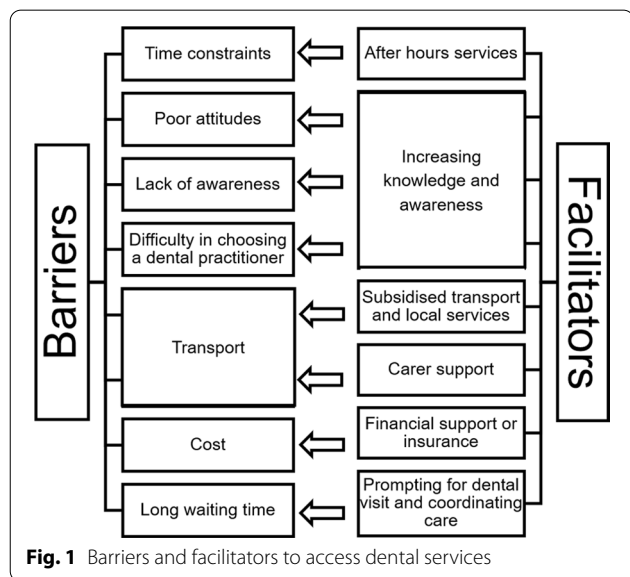 Barriers
Time constraints
Poor attitudes
Lack of awareness
Difficulty in choosing
a dental practitioner
Transport
Cost
Long waiting time
After hours services
Increasing
knowledge and
awareness
Subsidised transport
and local services
Carer support
Financial support or
insurance
Prompting for dental
visit and coordinating
care
Facilitators
Fig. 1 Barriers and facilitators to access dental services